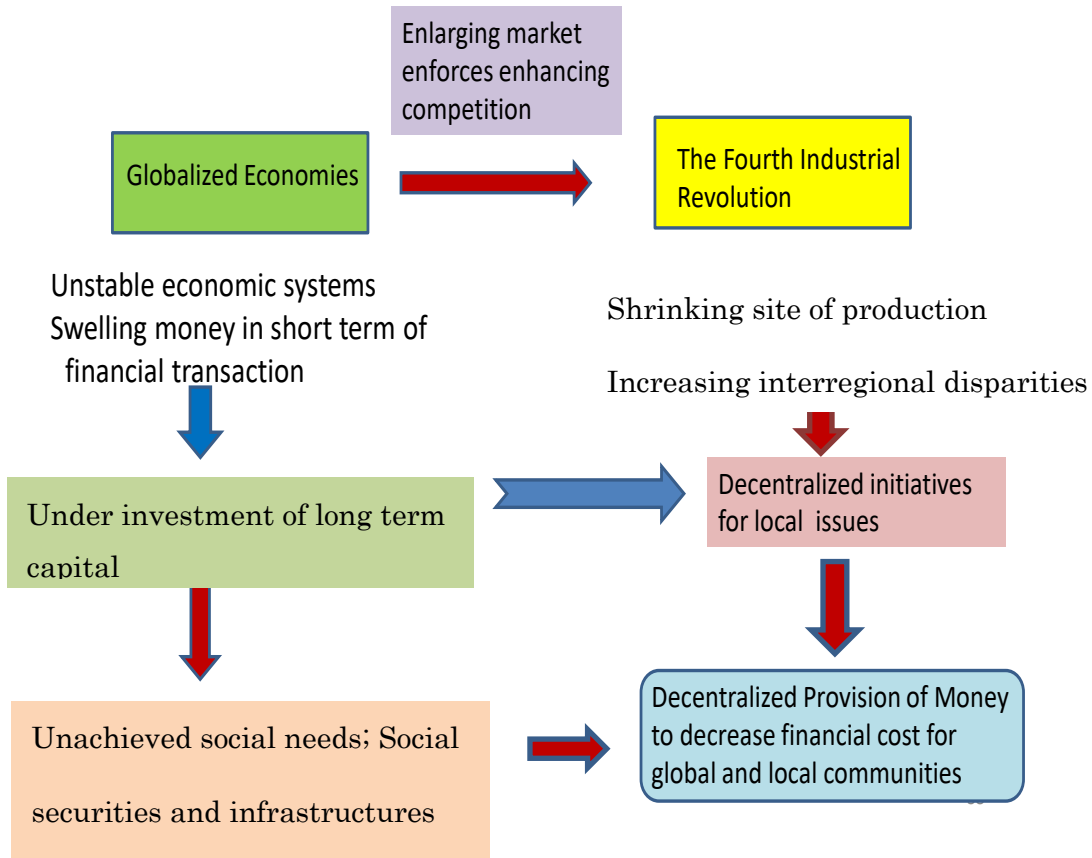 Enlarging market
enforces enhancing
competition
Globalized Economies
The Fourth Industrial
Revolution
Unstable economic systems
Swelling money in short term of
financial transaction
Shrinking site of production
Increasing interregional disparities
Under investment of long term
capital
Decentralized initiatives
for local issues
Unachieved social needs; Social
securities and infrastructures
Decentralized Provision of Money
to decrease financial cost for
global and local communities